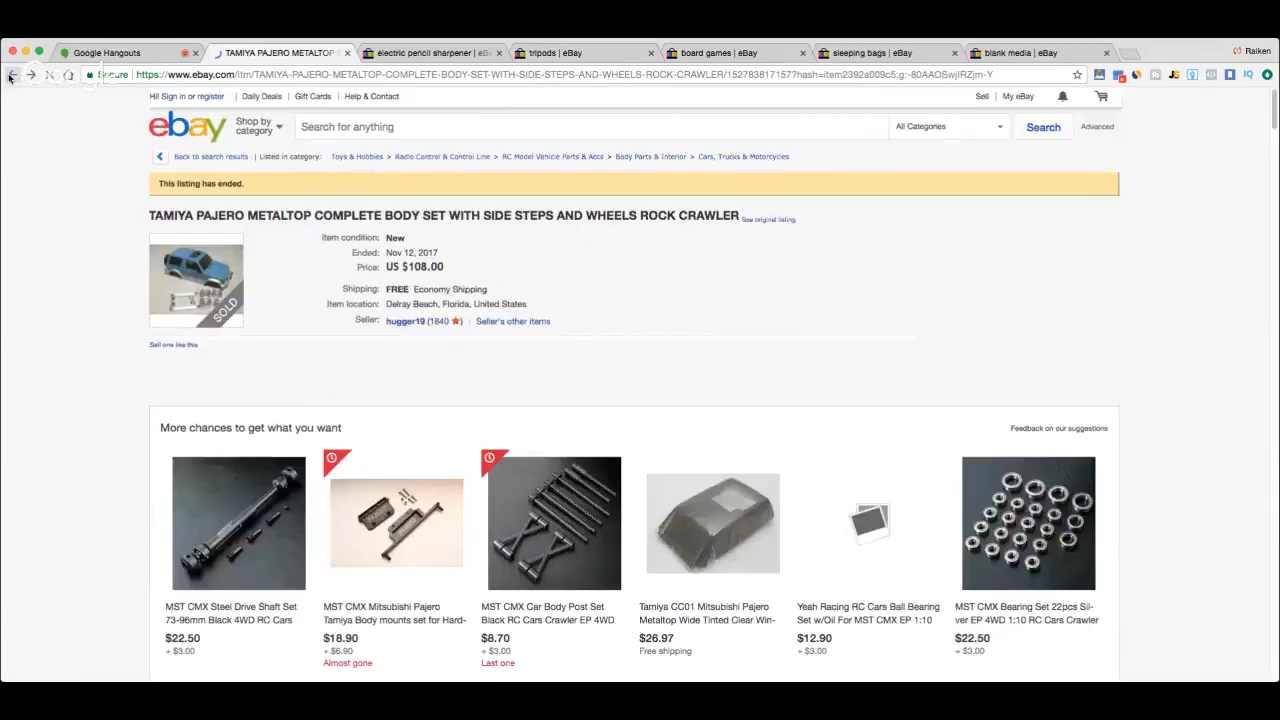 Google Hangouts
TAMIYA PAJERO METALTOP
electric pencil sharpener | eB
tripods | eBay
board games | eBay
sleeping bags | eBay
blank media | eBay
Raiken
Secure
https://www.ebay.com/itm/TAMIYA-PAJERO-METALTOP-COMPLETE-BODY-SET-WITH-SIDE-STEPS-AND-WHEELS-ROCK-CRAWLER/152783817157?hash=item2392a009c5:g:-80AAOSwjIRZjm-Y
Hi! Sign in or register
Daily Deals
Gift Cards
Help & Contact
Sell
My eBay
ebay
Shop by
category
Search for anything
All Categories
Search
Advanced
Back to search results | Listed in category: Toys & Hobbies > Radio Control & Control Line > RC Model Vehicle Parts & Accs > Body Parts & Interior > Cars, Trucks & Motorcycles
This listing has ended.
TAMIYA PAJERO METALTOP COMPLETE BODY SET WITH SIDE STEPS AND WHEELS ROCK CRAWLER See original listing
SOLD
Item condition: New
Ended: Nov 12, 2017
Price: US $108.00
Shipping: FREE Economy Shipping
Item location: Delray Beach, Florida, United States
Seller: hugger19 (1840 ) | Seller's other items
Sell one like this
More chances to get what you want
Feedback on our suggestions
MST CMX Steel Drive Shaft Set
73-96mm Black 4WD RC Cars
$22.50
+ $3.00
MST CMX Mitsubishi Pajero
Tamiya Body mounts set for Hard-
$18.90
+ $6.90
Almost gone
MST CMX Car Body Post Set
Black RC Cars Crawler EP 4WD
$8.70
+ $3.00
Last one
Tamiya CC01 Mitsubishi Pajero
Metaltop Wide Tinted Clear Win-
$26.97
Free shipping
Yeah Racing RC Cars Ball Bearing
Set w/Oil For MST CMX EP 1:10
$12.90
+ $3.00
MST CMX Bearing Set 22pcs Sil-
ver EP 4WD 1:10 RC Cars Crawler
$22.50
+ $3.00